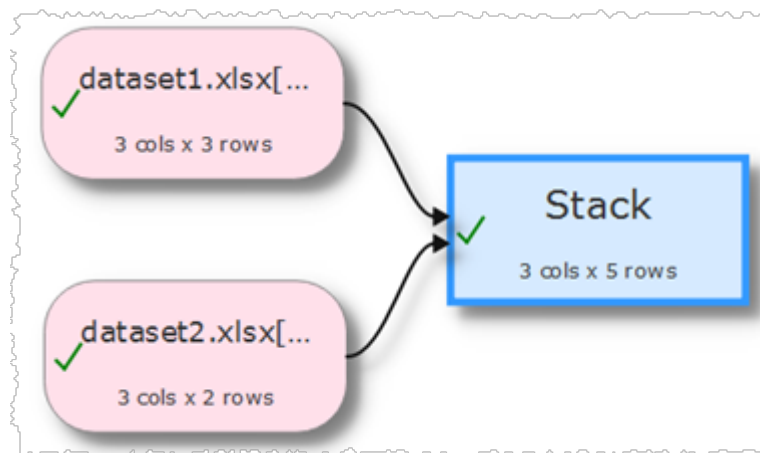 dataset1.xlsx[...
3 cols x 3 rows
Stack
3 cols x 5 rows
dataset2.xlsx[...
3 cols x 2 rows